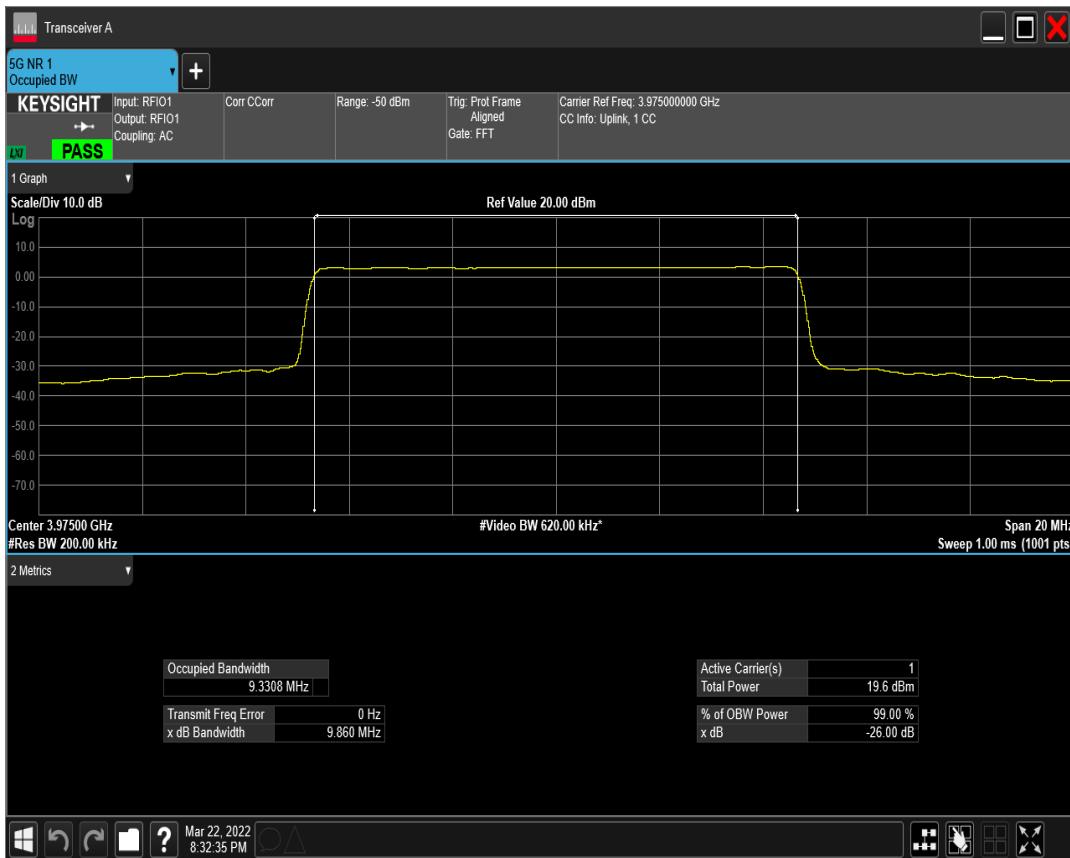 Transceiver A
5G NR 1
Occupied BW
KEYSIGHT
LXI
PASS
Input: RFIO1
Output: RFIO1
Coupling: AC
Corr CCorr
Range: -50 dBm
Trig: Prot Frame
Aligned
Gate: FFT
Carrier Ref Freq: 3.975000000 GHz
CC Info: Uplink, 1 CC
1 Graph
Scale/Div 10.0 dB
Ref Value 20.00 dBm
Log
10.0
0.00
-10.0
-20.0
-30.0
-40.0
-50.0
-60.0
-70.0
Center 3.97500 GHz
#Video BW 620.00 kHz*
Span 20 MHz
#Res BW 200.00 kHz
Sweep 1.00 ms (1001 pts
2 Metrics
Occupied Bandwidth
9.3308 MHz
Transmit Freq Error 0 Hz
x dB Bandwidth 9.860 MHz
Active Carrier(s) 1
Total Power 19.6 dBm
% of OBW Power 99.00 %
x dB -26.00 dB
?
Mar 22, 2022
8:32:35 PM